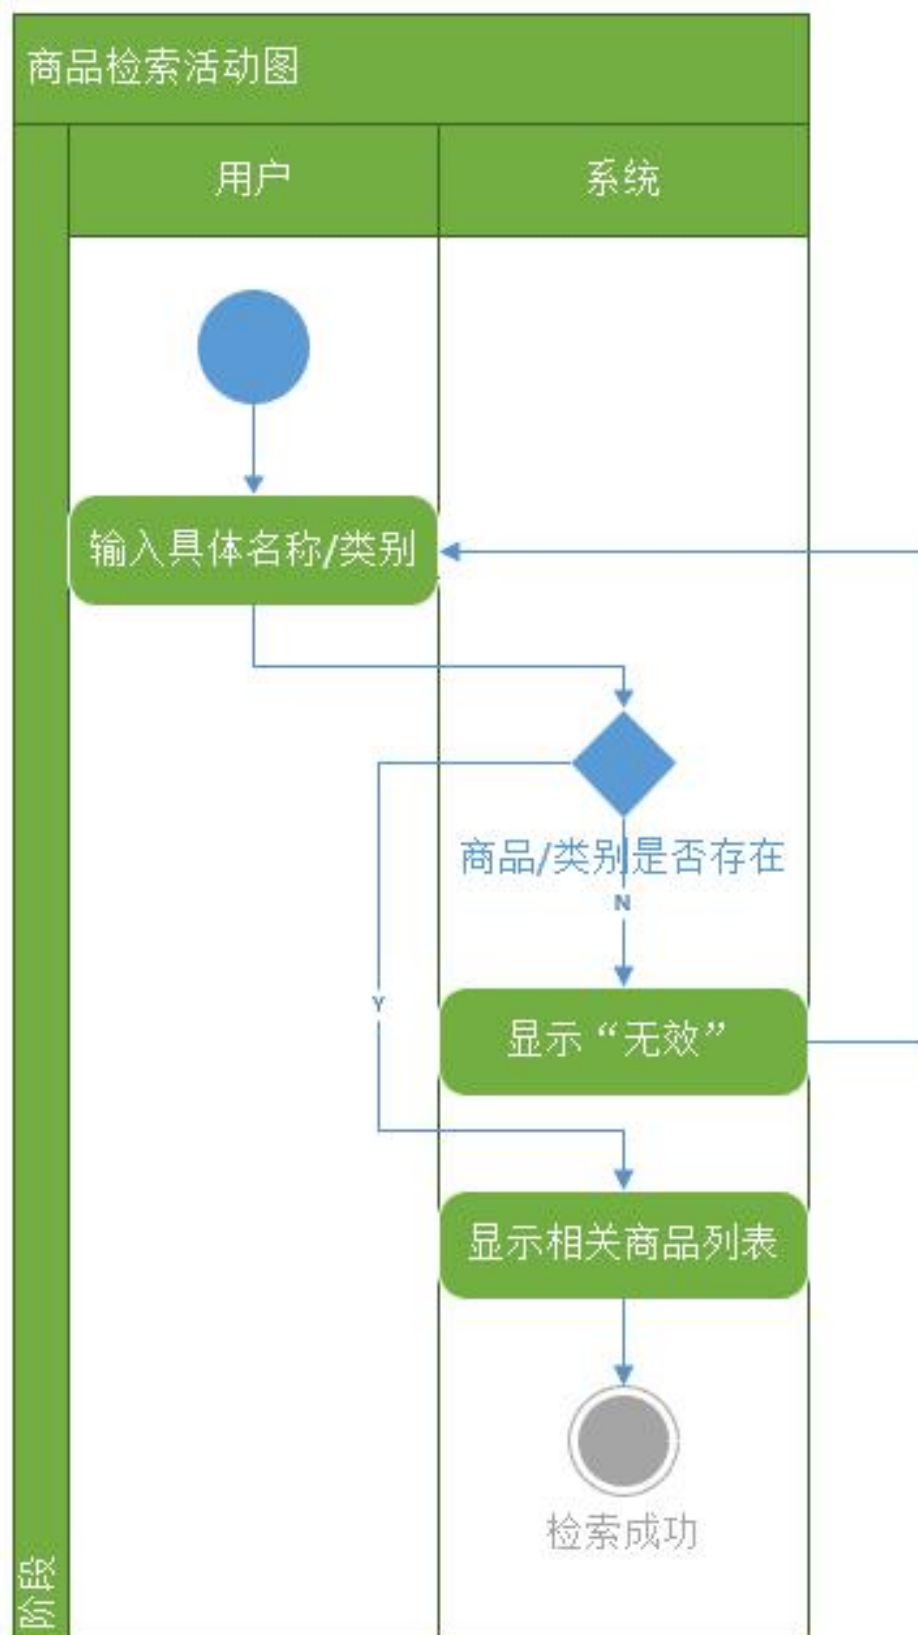 商品检索活动图
用户
系统
输入具体名称/类别
商品/类别是否存在
N
Y
显示“无效”
显示相关商品列表
检索成功
阶段